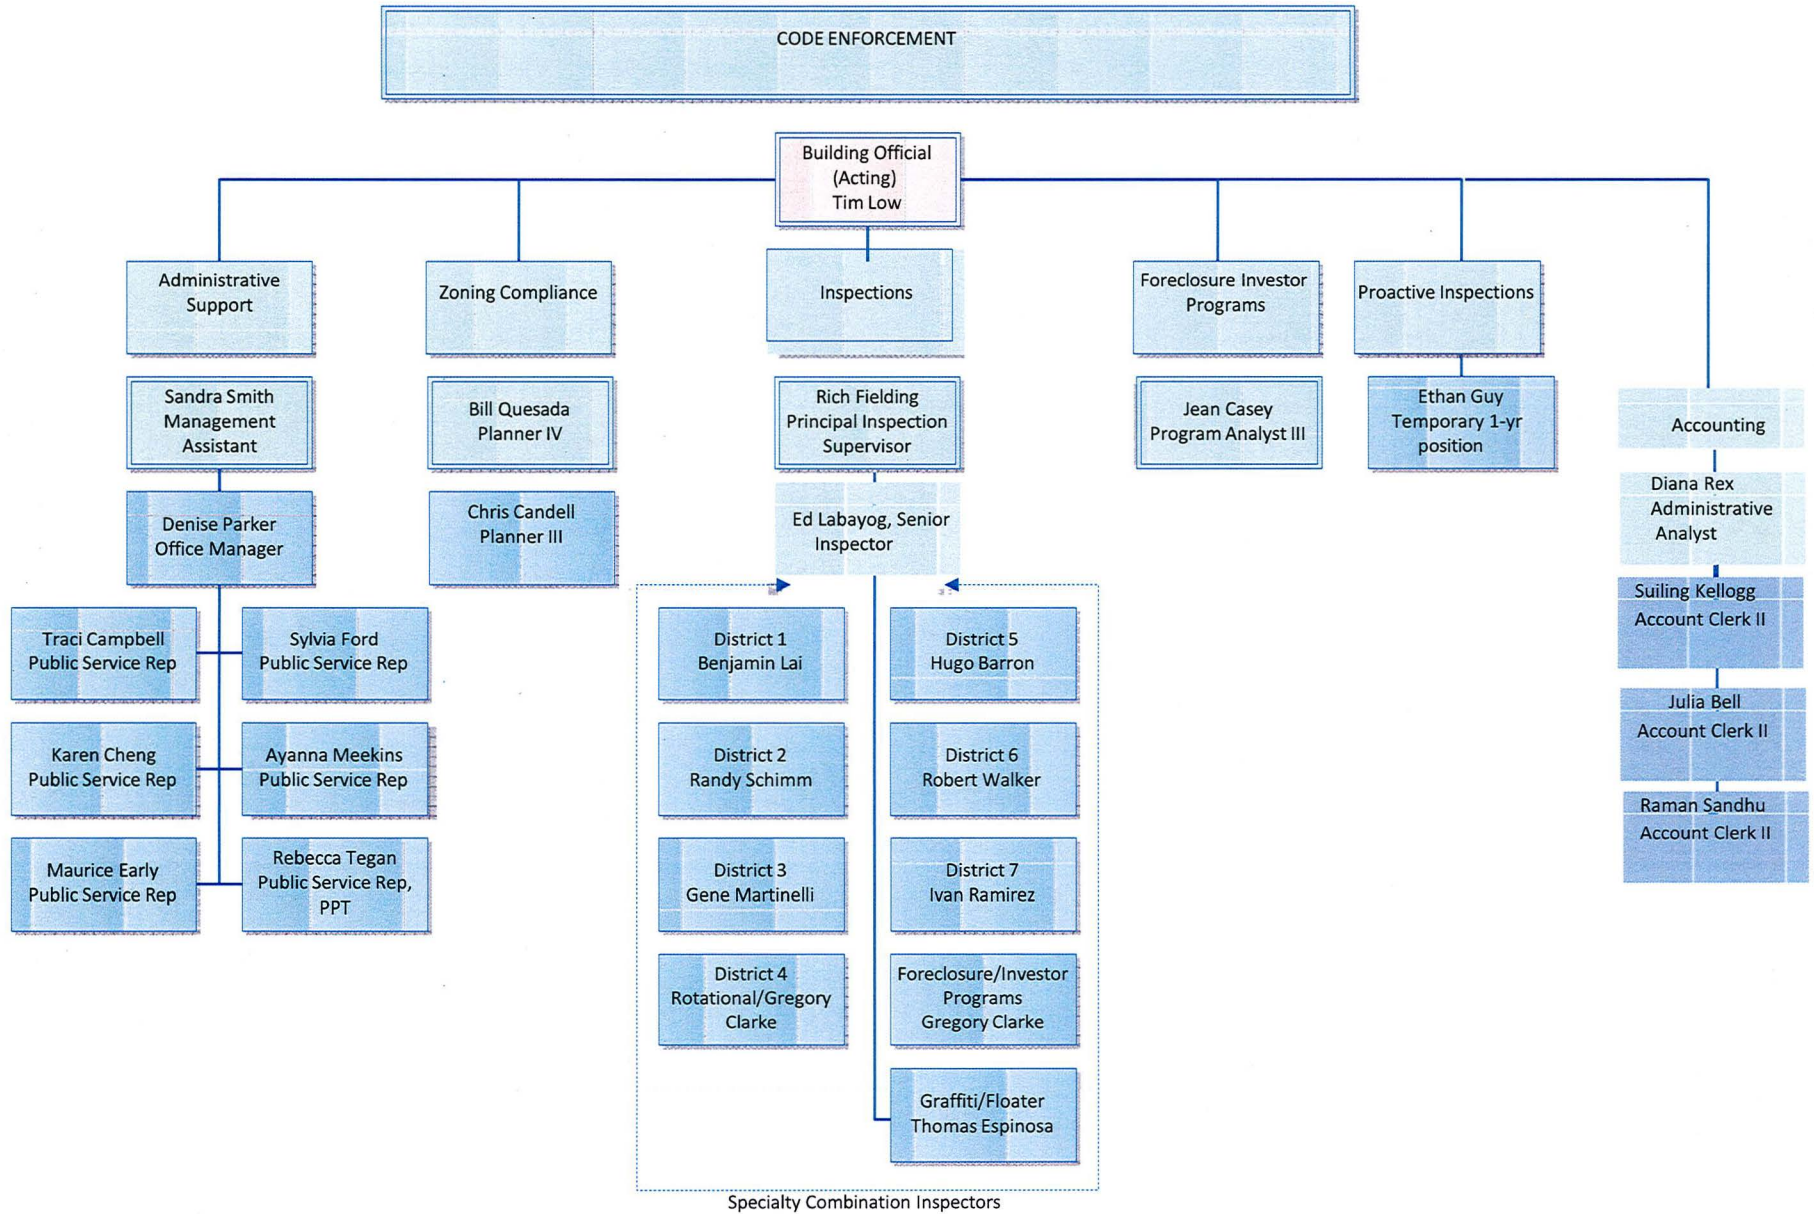 CODE ENFORCEMENT
Building Official
(Acting)
Tim Low
Administrative
Support
Zoning Compliance
Inspections
Foreclosure Investor
Programs
Proactive Inspections
Sandra Smith
Management
Assistant
Bill Quesada
Planner IV
Rich Fielding
Principal Inspection
Supervisor
Jean Casey
Program Analyst III
Ethan Guy
Temporary 1-yr
position
Accounting
Denise Parker
Office Manager
Chris Candell
Planner III
Ed Labayog, Senior
Inspector
Diana Rex
Administrative
Analyst
Traci Campbell
Public Service Rep
Sylvia Ford
Public Service Rep
District 1
Benjamin Lai
District 5
Hugo Barron
Suiling Kellogg
Account Clerk II
Karen Cheng
Public Service Rep
Ayanna Meekins
Public Service Rep
District 2
Randy Schimm
District 6
Robert Walker
Julia Bell
Account Clerk II
Maurice Early
Public Service Rep
Rebecca Tegan
Public Service Rep,
PPT
District 3
Gene Martinelli
District 7
Ivan Ramirez
Raman Sandhu
Account Clerk II
District 4
Rotational/Gregory
Clarke
Foreclosure/Investor
Programs
Gregory Clarke
Graffiti/Floater
Thomas Espinosa
Specialty Combination Inspectors